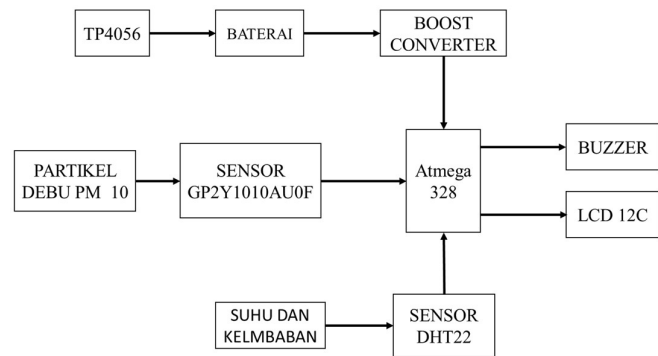 TP4056
BATERAI
BOOST
CONVERTER
PARTIKEL
DEBU PM 10
SENSOR
GP2Y1010AU0F
Atmega
328
BUZZER
LCD 12C
SUHU DAN
KELMBABAN
SENSOR
DHT22